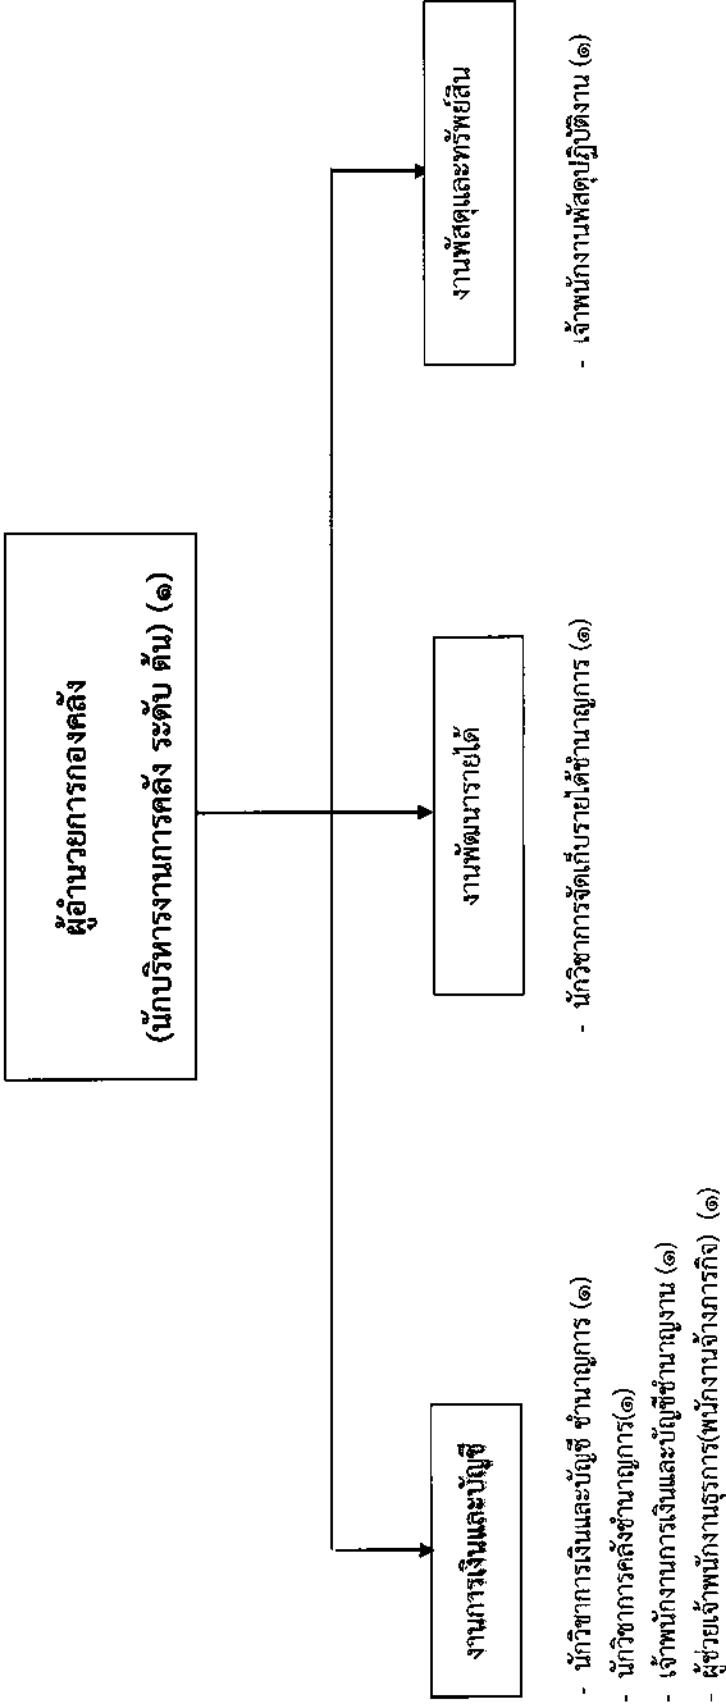 ผู้อำนวยการกองคลัง
(นักบริหารงานการคลัง ระดับ ต้น) (๑)
งานการเงินและบัญชี
- นักวิชาการเงินและบัญชี ชำนาญการ (๑)
- นักวิชาการคลังชำนาญการ(๑)
- เจ้าพนักงานการเงินและบัญชีชำนาญงาน (๑)
- ผู้ช่วยเจ้าพนักงานธุรการ(พนักงานจ้างภารกิจ) (๑)
งานพัฒนารายได้
- นักวิชาการจัดเก็บรายได้ชำนาญการ (๑)
งานพัสดุและทรัพย์สิน
- เจ้าพนักงานพัสดุปฏิบัติงาน (๑)